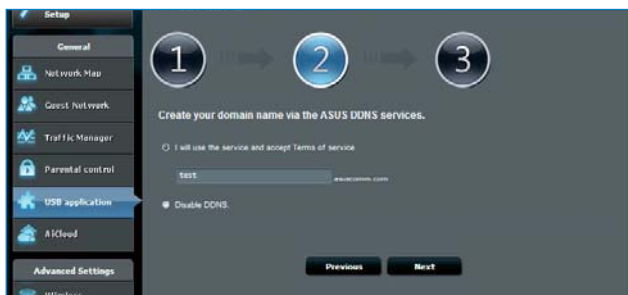 Setup
General
Network Map
Guest Network
Traffic Manager
Parental control
USB application
AiCloud
Advanced Settings
Wireless
1
2
3
Create your domain name via the ASUS DDNS services.
I will use the service and accept Terms of service
test
.asuscomm.com
Disable DDNS.
Previous
Next